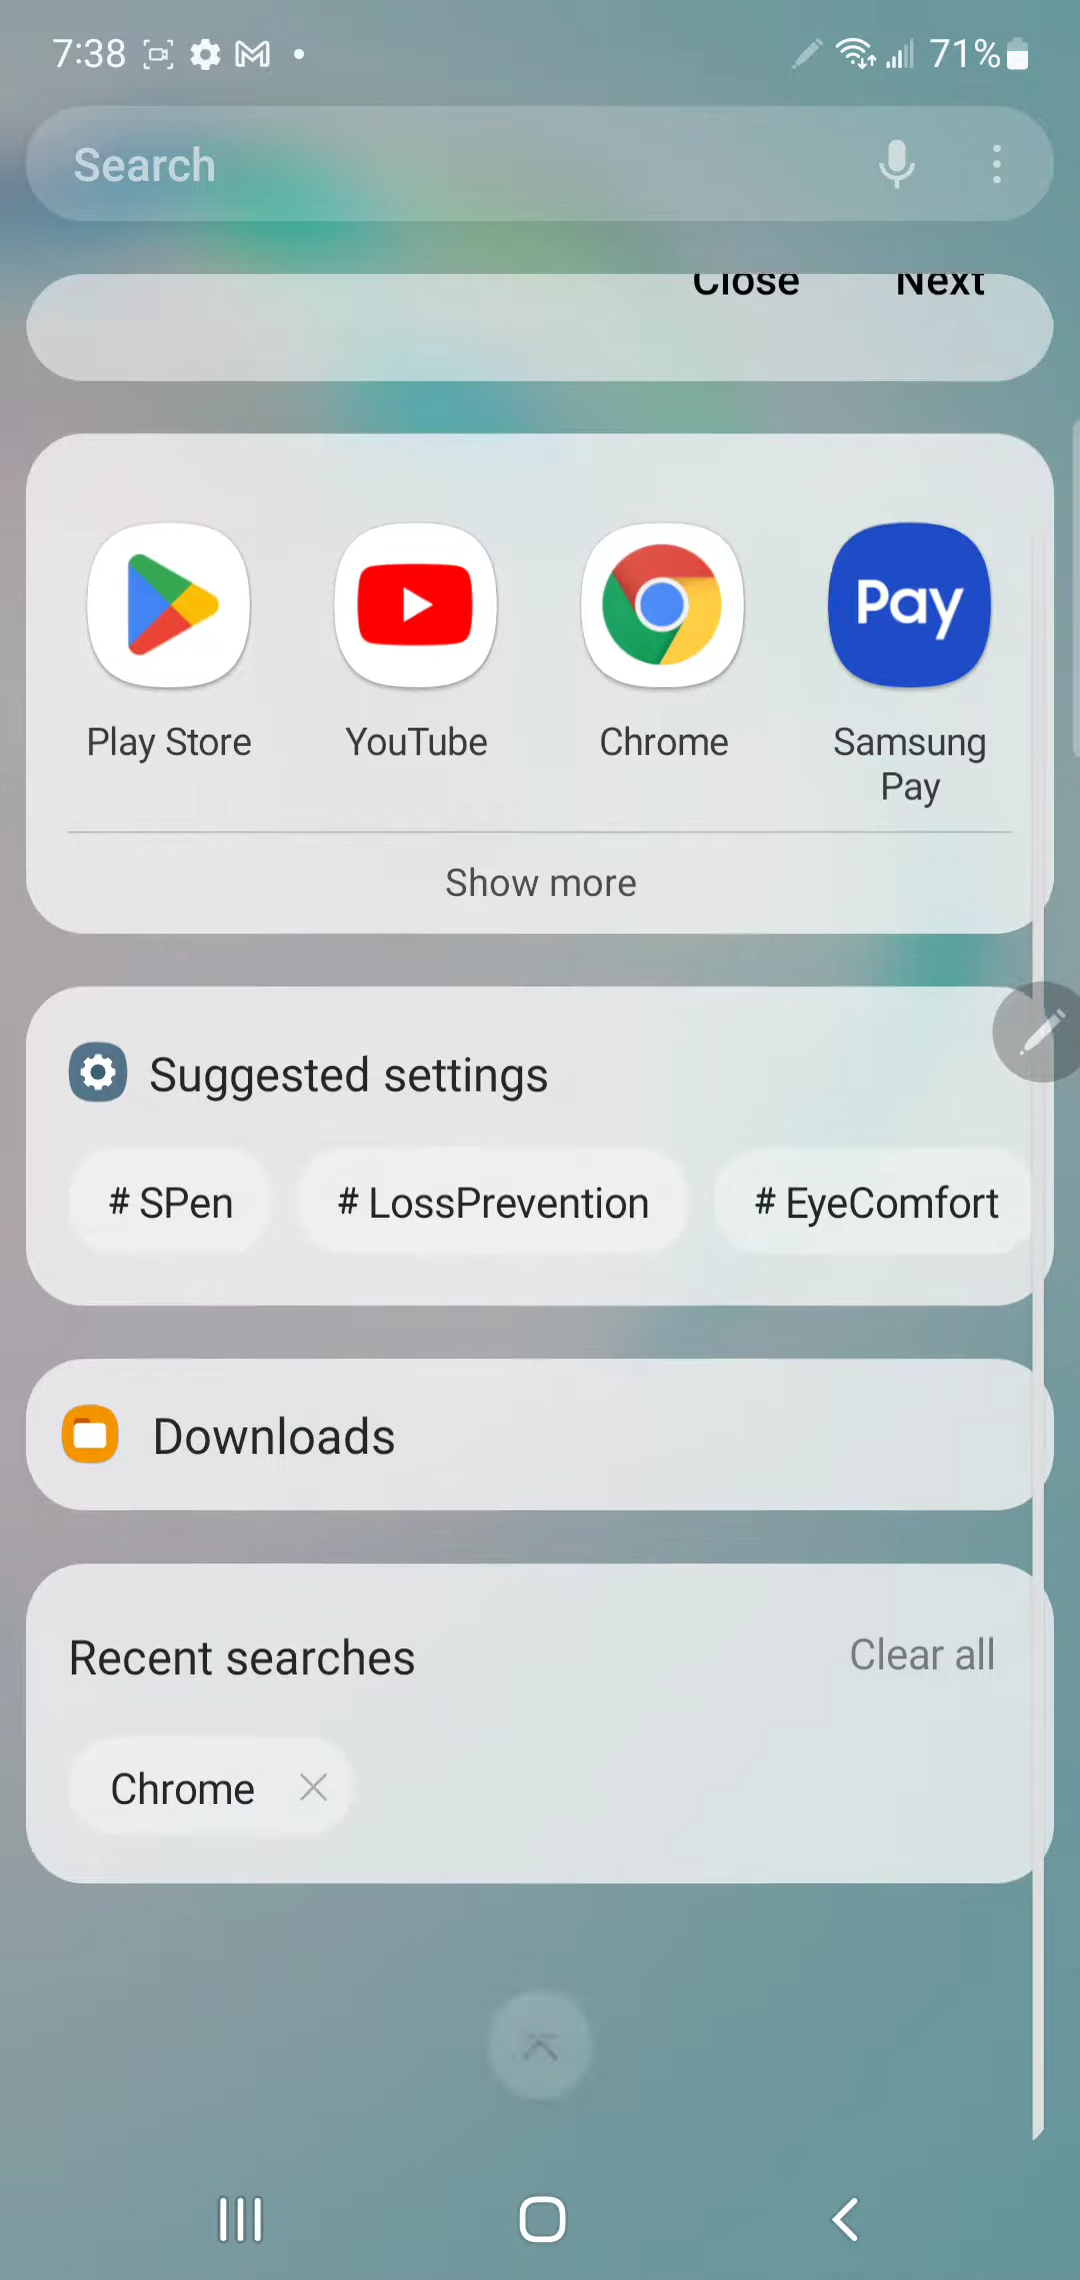 7:38
71%
Search
Close Next
Pay
Play Store YouTube Chrome Samsung Pay
Show more
Suggested settings
# SPen # LossPrevention # EyeComfort
Downloads
Recent searches Clear all
Chrome